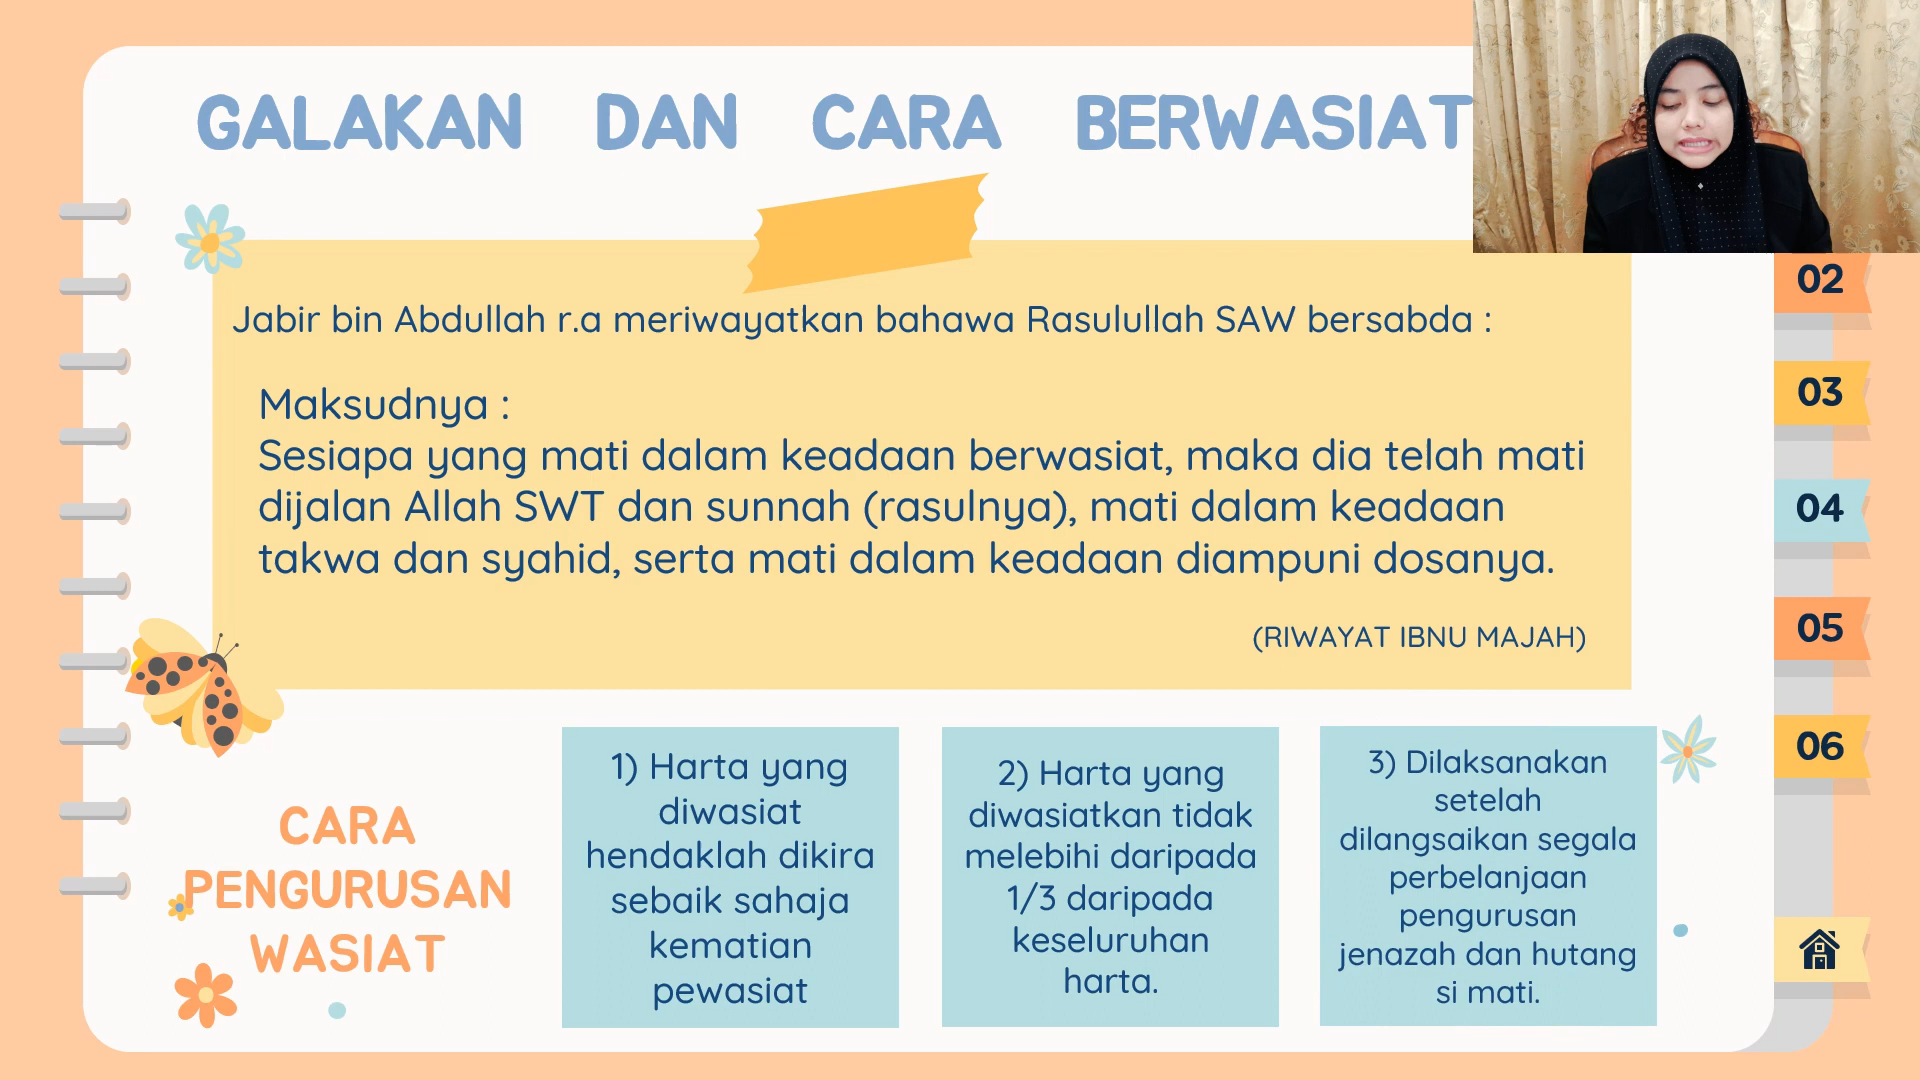 GALAKAN DAN CARA BERWASIAT
Jabir bin Abdullah r.a meriwayatkan bahawa Rasulullah SAW bersabda :
Maksudnya :
Sesiapa yang mati dalam keadaan berwasiat, maka dia telah mati
dijalan Allah SWT dan sunnah (rasulnya), mati dalam keadaan
takwa dan syahid, serta mati dalam keadaan diampuni dosanya.
(RIWAYAT IBNU MAJAH)
CARA
PENGURUSAN
WASIAT
1) Harta yang
diwasiat
hendaklah dikira
sebaik sahaja
kematian
pewasiat
2) Harta yang
diwasiatkan tidak
melebihi daripada
1/3 daripada
keseluruhan
harta.
3) Dilaksanakan
setelah
dilangsaikan segala
perbelanjaan
pengurusan
jenazah dan hutang
si mati.
02
03
04
05
06